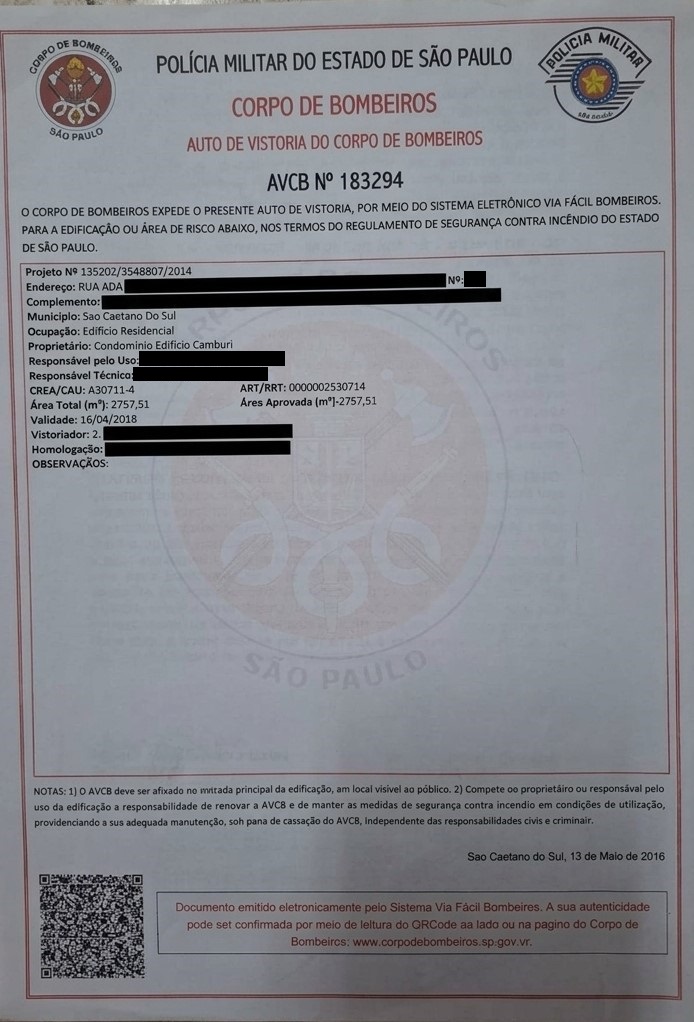 CORPO DE BOMBEIROS
SÃO PAULO
POLÍCIA MILITAR DO ESTADO DE SÃO PAULO
POLICIA MILITAR
CORPO DE BOMBEIROS
AUTO DE VISTORIA DO CORPO DE BOMBEIROS
AVCB Nº 183294
O CORPO DE BOMBEIROS EXPEDE O PRESENTE AUTO DE VISTORIA, POR MEIO DO SISTEMA ELETRÔNICO VIA FÁCIL BOMBEIROS.
PARA A EDIFICAÇÂO OU ÁREA DE RISCO ABAIXO, NOS TERMOS DO REGULAMENTO DE SEGURANÇA CONTRA INCÊNDIO DO ESTADO
DE SÃO PAULO.
Projeto Nº 135202/3548807/2014
Endereço: RUA ADA Nº:
Complemento:
Municiplo: Sao Caetano Do Sul
Ocupação: Edifício Residencial
Proprietário: Condominio Edificio Camburi
Responsável pelo Uso:
Responsável Técnico:
CREA/CAU: A30711-4 ART/RRT: 0000002530714
Área Total (m²): 2757,51 Áres Aprovada (m²)-2757,51
Validade: 16/04/2018
Vistoriador: 2.
Homologação:
OBSERVAÇÃOS:
SÃO PAULO
NOTAS: 1) O AVCB deve ser afixado no entrada principal da edificação, am local visivel ao público. 2) Compete oo proprietáiro ou responsável pelo
uso da edificação a responsabilidade de renovar a AVCB e de manter as medidas de segurança contra incendio em condições de utilização,
providenciando a sus adequada manutenção, soh pana de cassação do AVCB, Independente das responsabilidades civis e criminair.
Sao Caetano do Sul, 13 de Maio de 2016
Documento emitido eletronicamente pelo Sistema Via Fácil Bombeires. A sua autenticidade
pode set confirmada por meio de leitura do QRCode aa lado ou na pagino do Corpo de
Bombeiros: www.corpodebombeiros.sp.gov.vr.